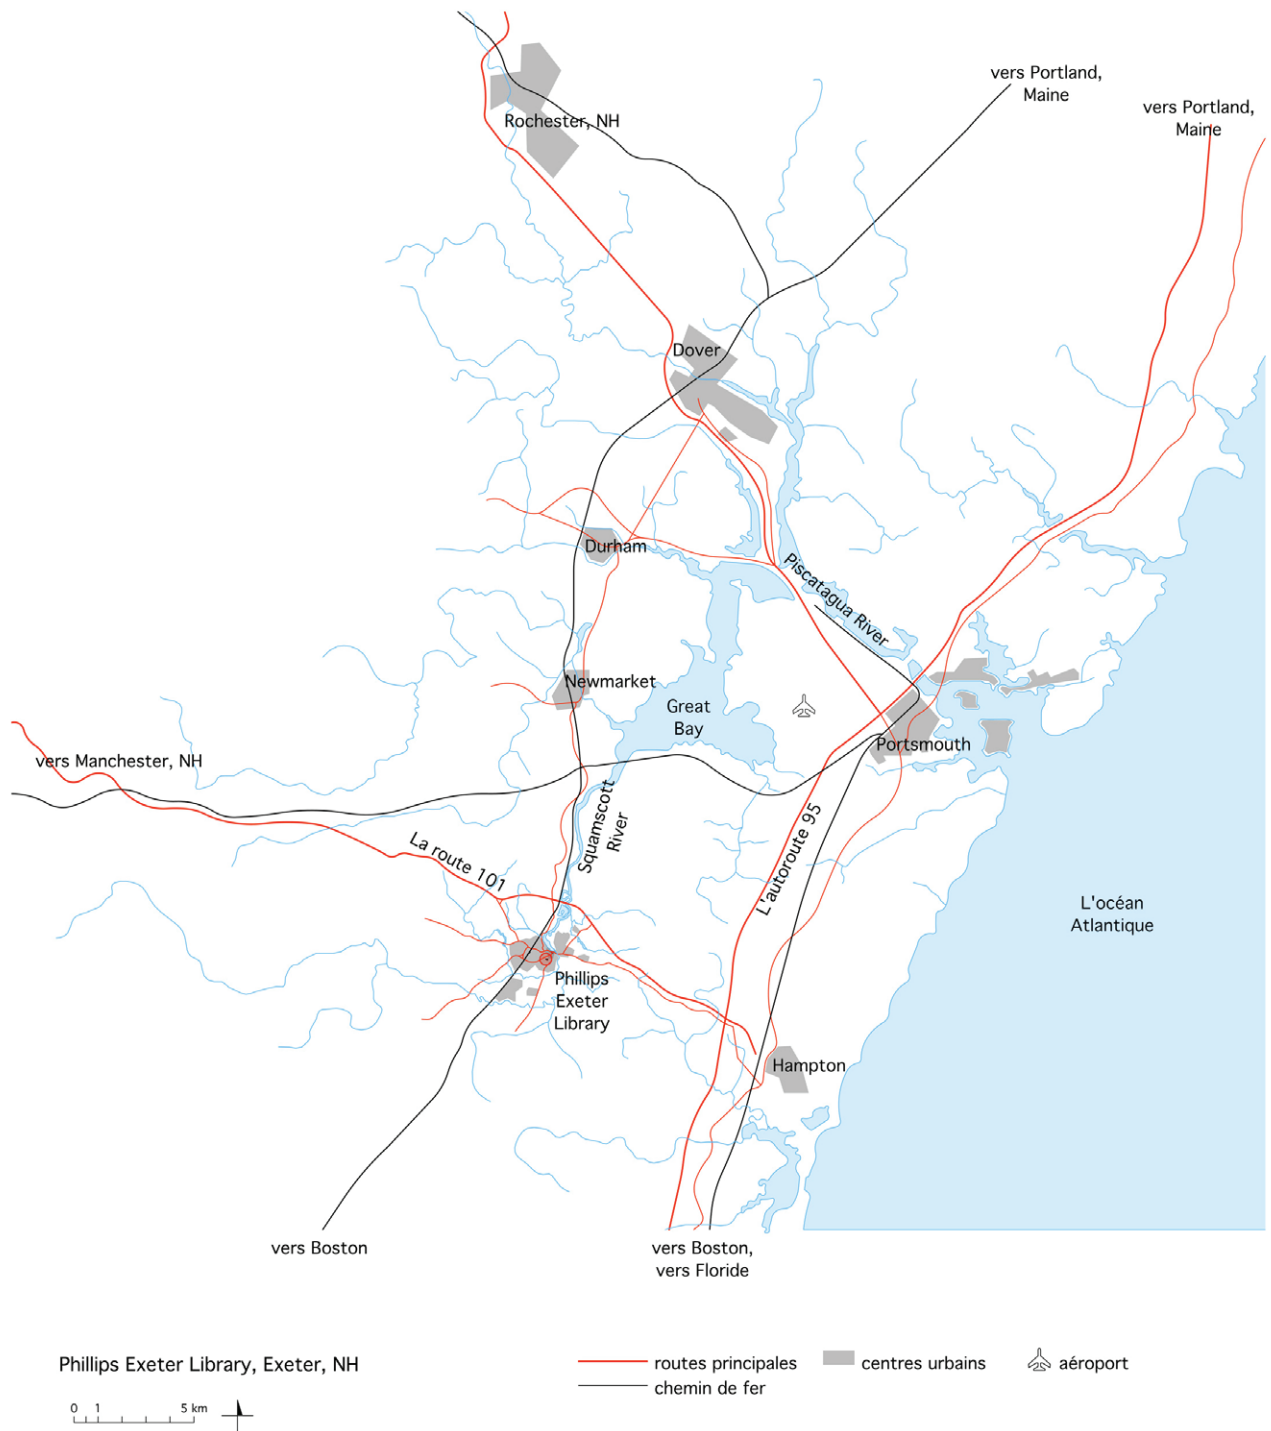 vers Portland,
Maine
vers Portland,
Maine
Rochester, NH
Dover
Durham
Piscatagua River
Newmarket
Great
Bay
Portsmouth
vers Manchester, NH
Squamscott
River
L'autoroute 95
La route 101
L'océan
Atlantique
Phillips
Exeter
Library
Hampton
vers Boston
vers Boston,
vers Floride
Phillips Exeter Library, Exeter, NH
routes principales
centres urbains
aéroport
chemin de fer
0 1 5 km